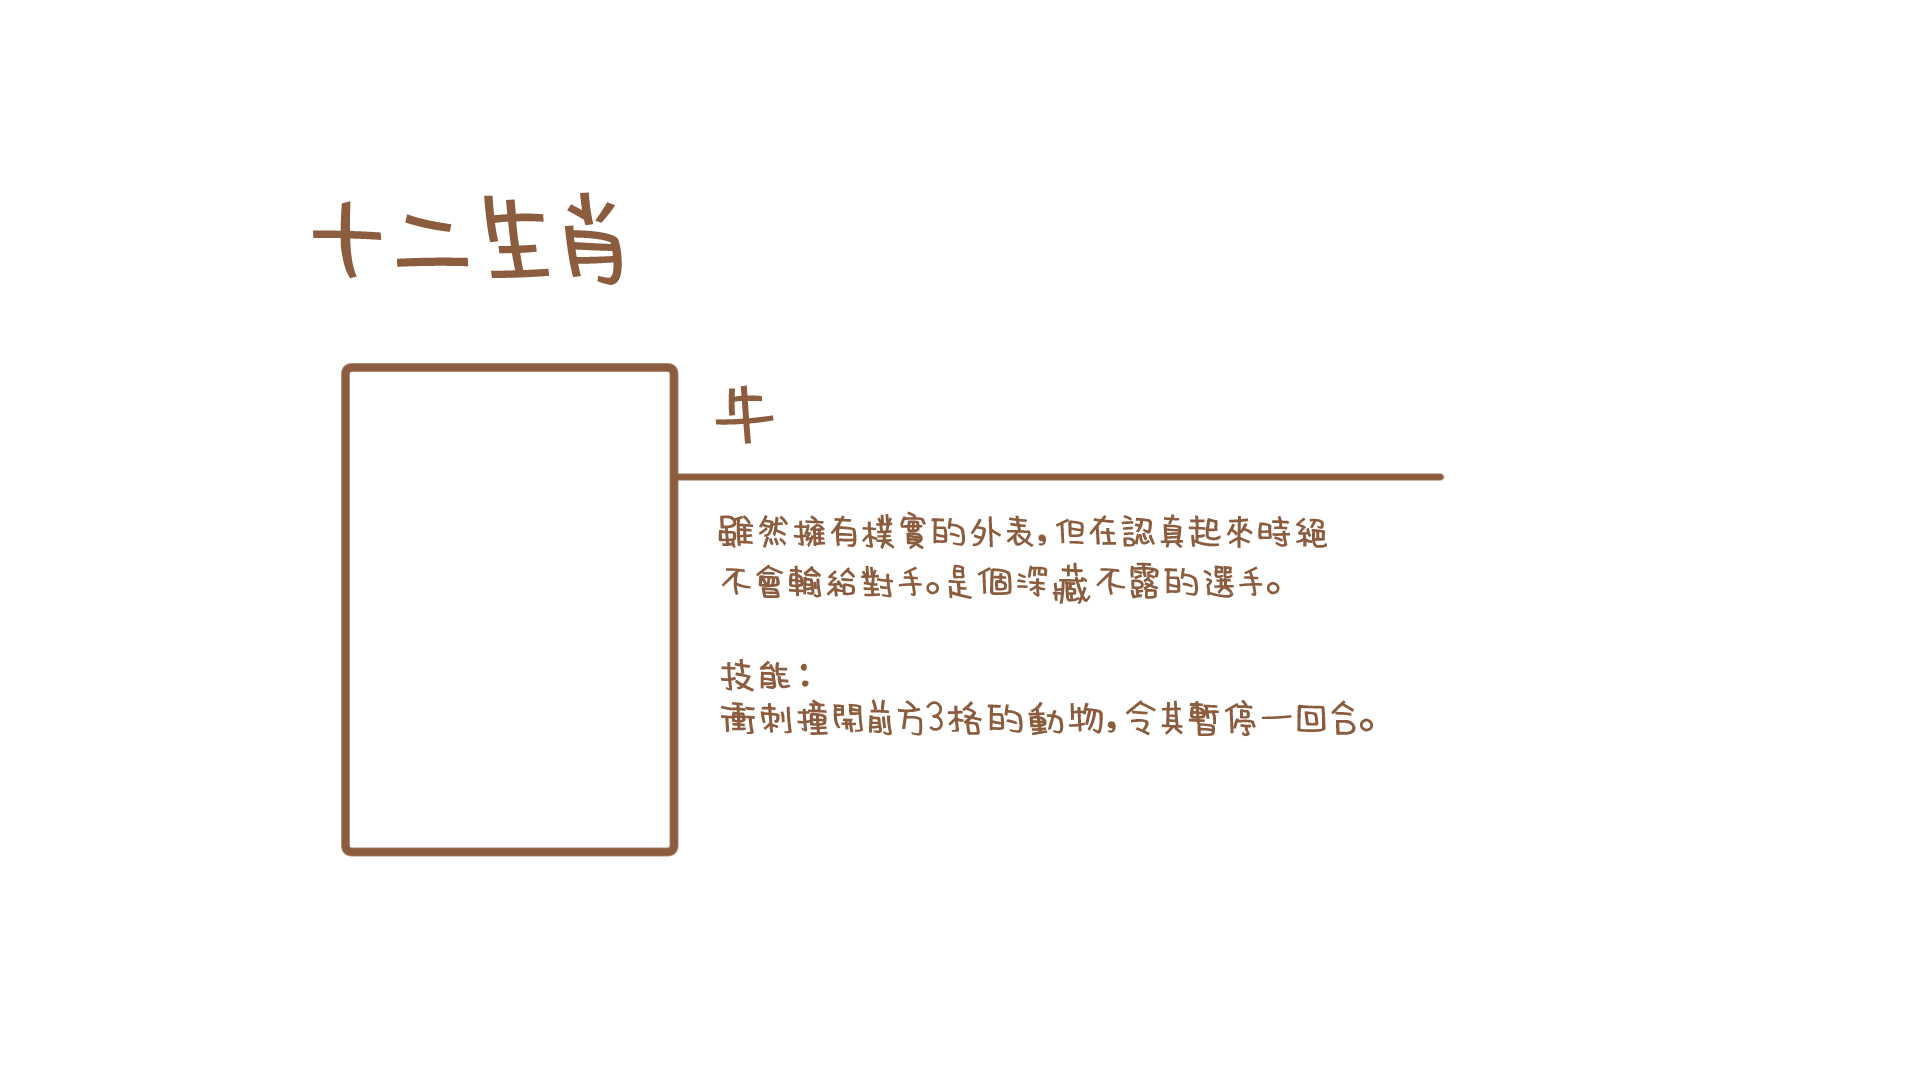 十二生肖
牛
雖然擁有樸實的外表，但在認真起來時絕
不會輸給對手。是個深藏不露的選手。
技能：
衝刺撞開前方3格的動物，令其暫停一回合。